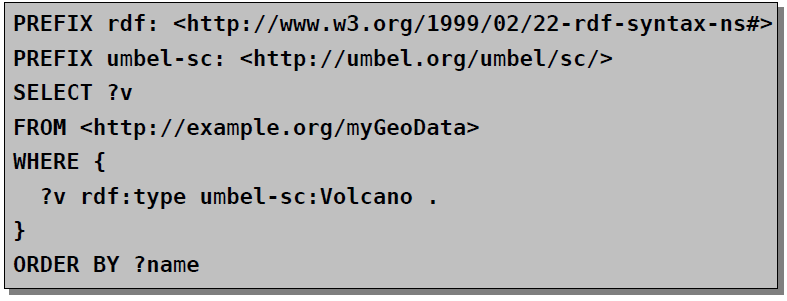 PREFIX rdf: <http://www.w3.org/1999/02/22-rdf-syntax-ns#>
PREFIX umbel-sc: <http://umbel.org/umbel/sc/>
SELECT ?v
FROM <http://example.org/myGeoData>
WHERE {
?v rdf:type umbel-sc:Volcano .
}
ORDER BY ?name